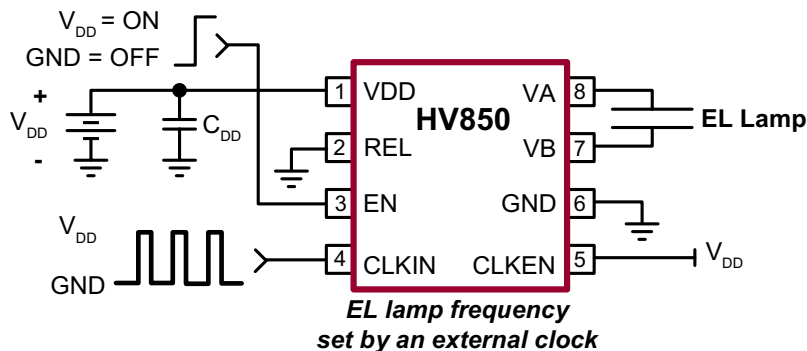 VDD = ON
GND = OFF
+
VDD
-
CDD
1 VDD
2 REL
3 EN
4 CLKIN
HV850
VA 8
VB 7
GND 6
CLKEN 5
EL Lamp
VDD
VDD
GND
EL lamp frequency
set by an external clock